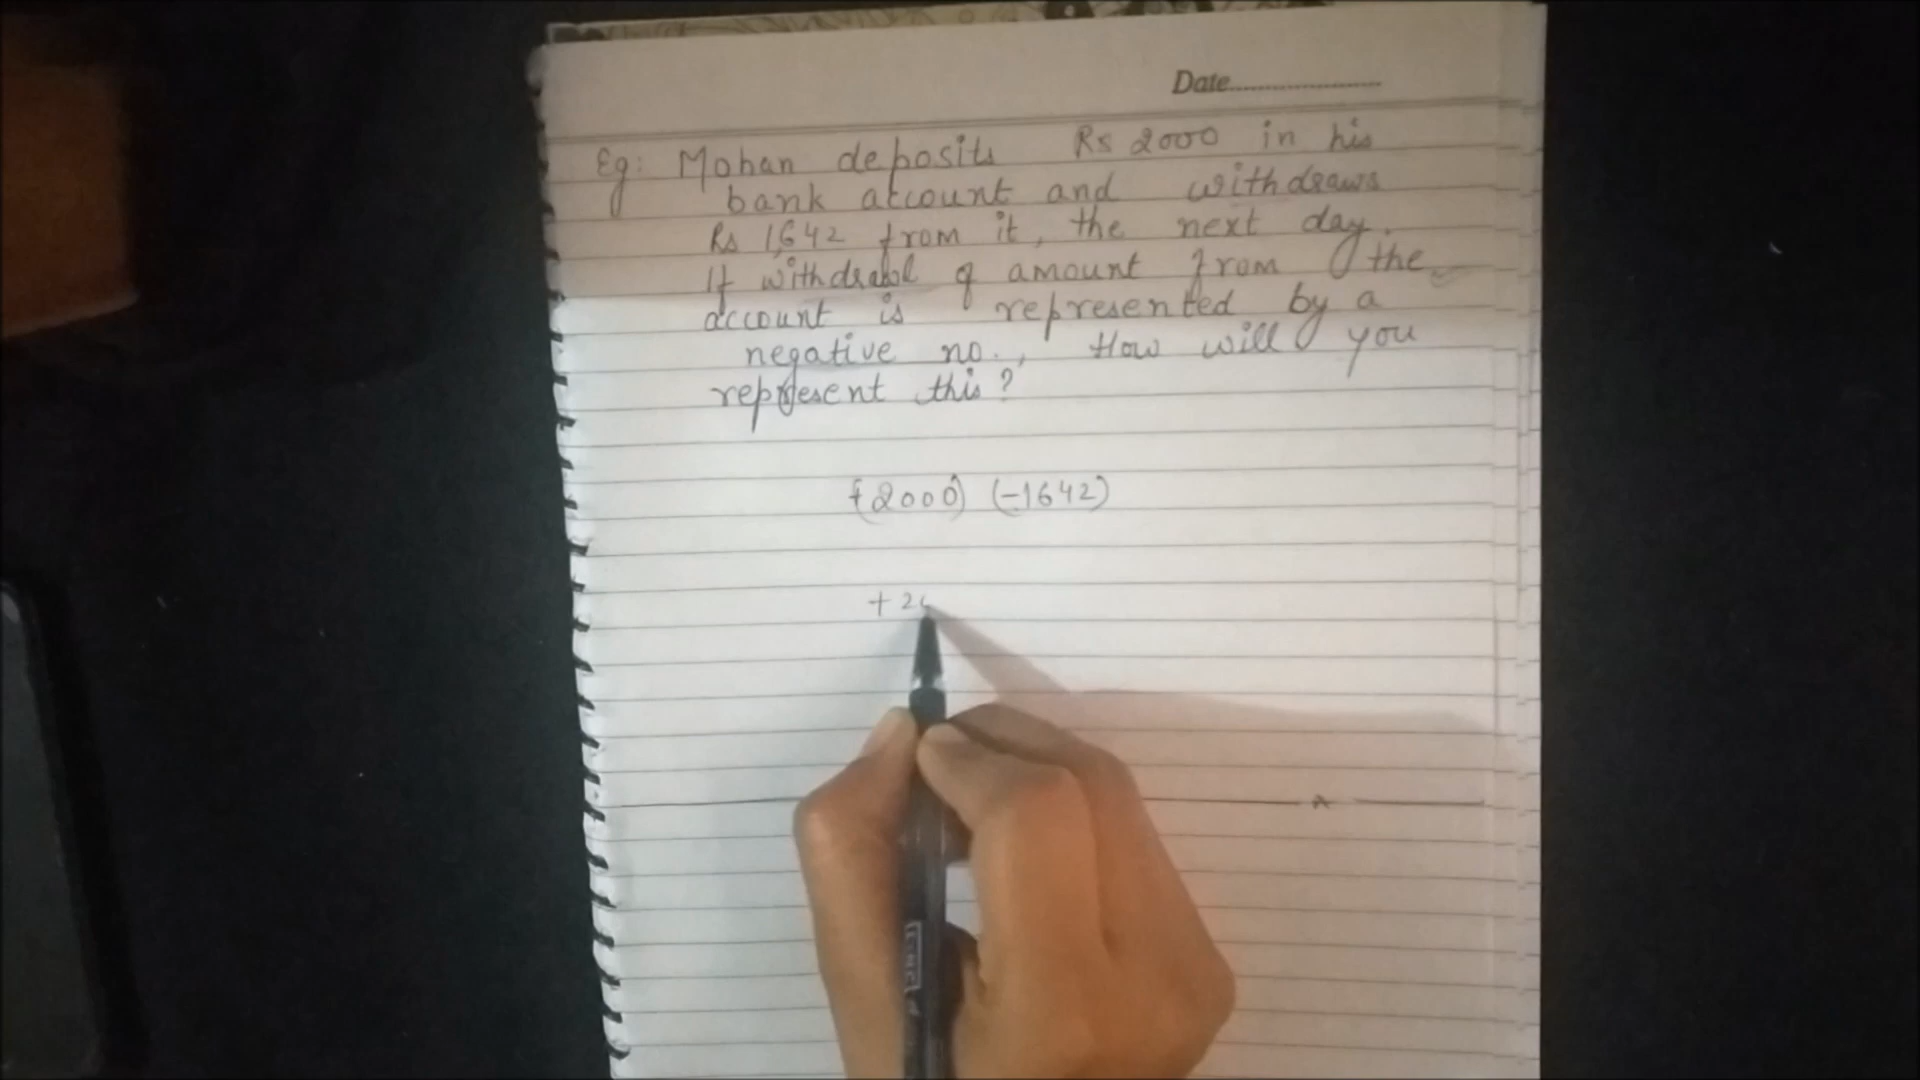 Date
Eg: Mohan deposits Rs 2000 in his
bank account and withdraws
Rs 1,642 from it, the next day.
If withdrawl of amount from the
account is represented by a
negative no., How will you
represent this?
(+2000) (-1642)
+ 2